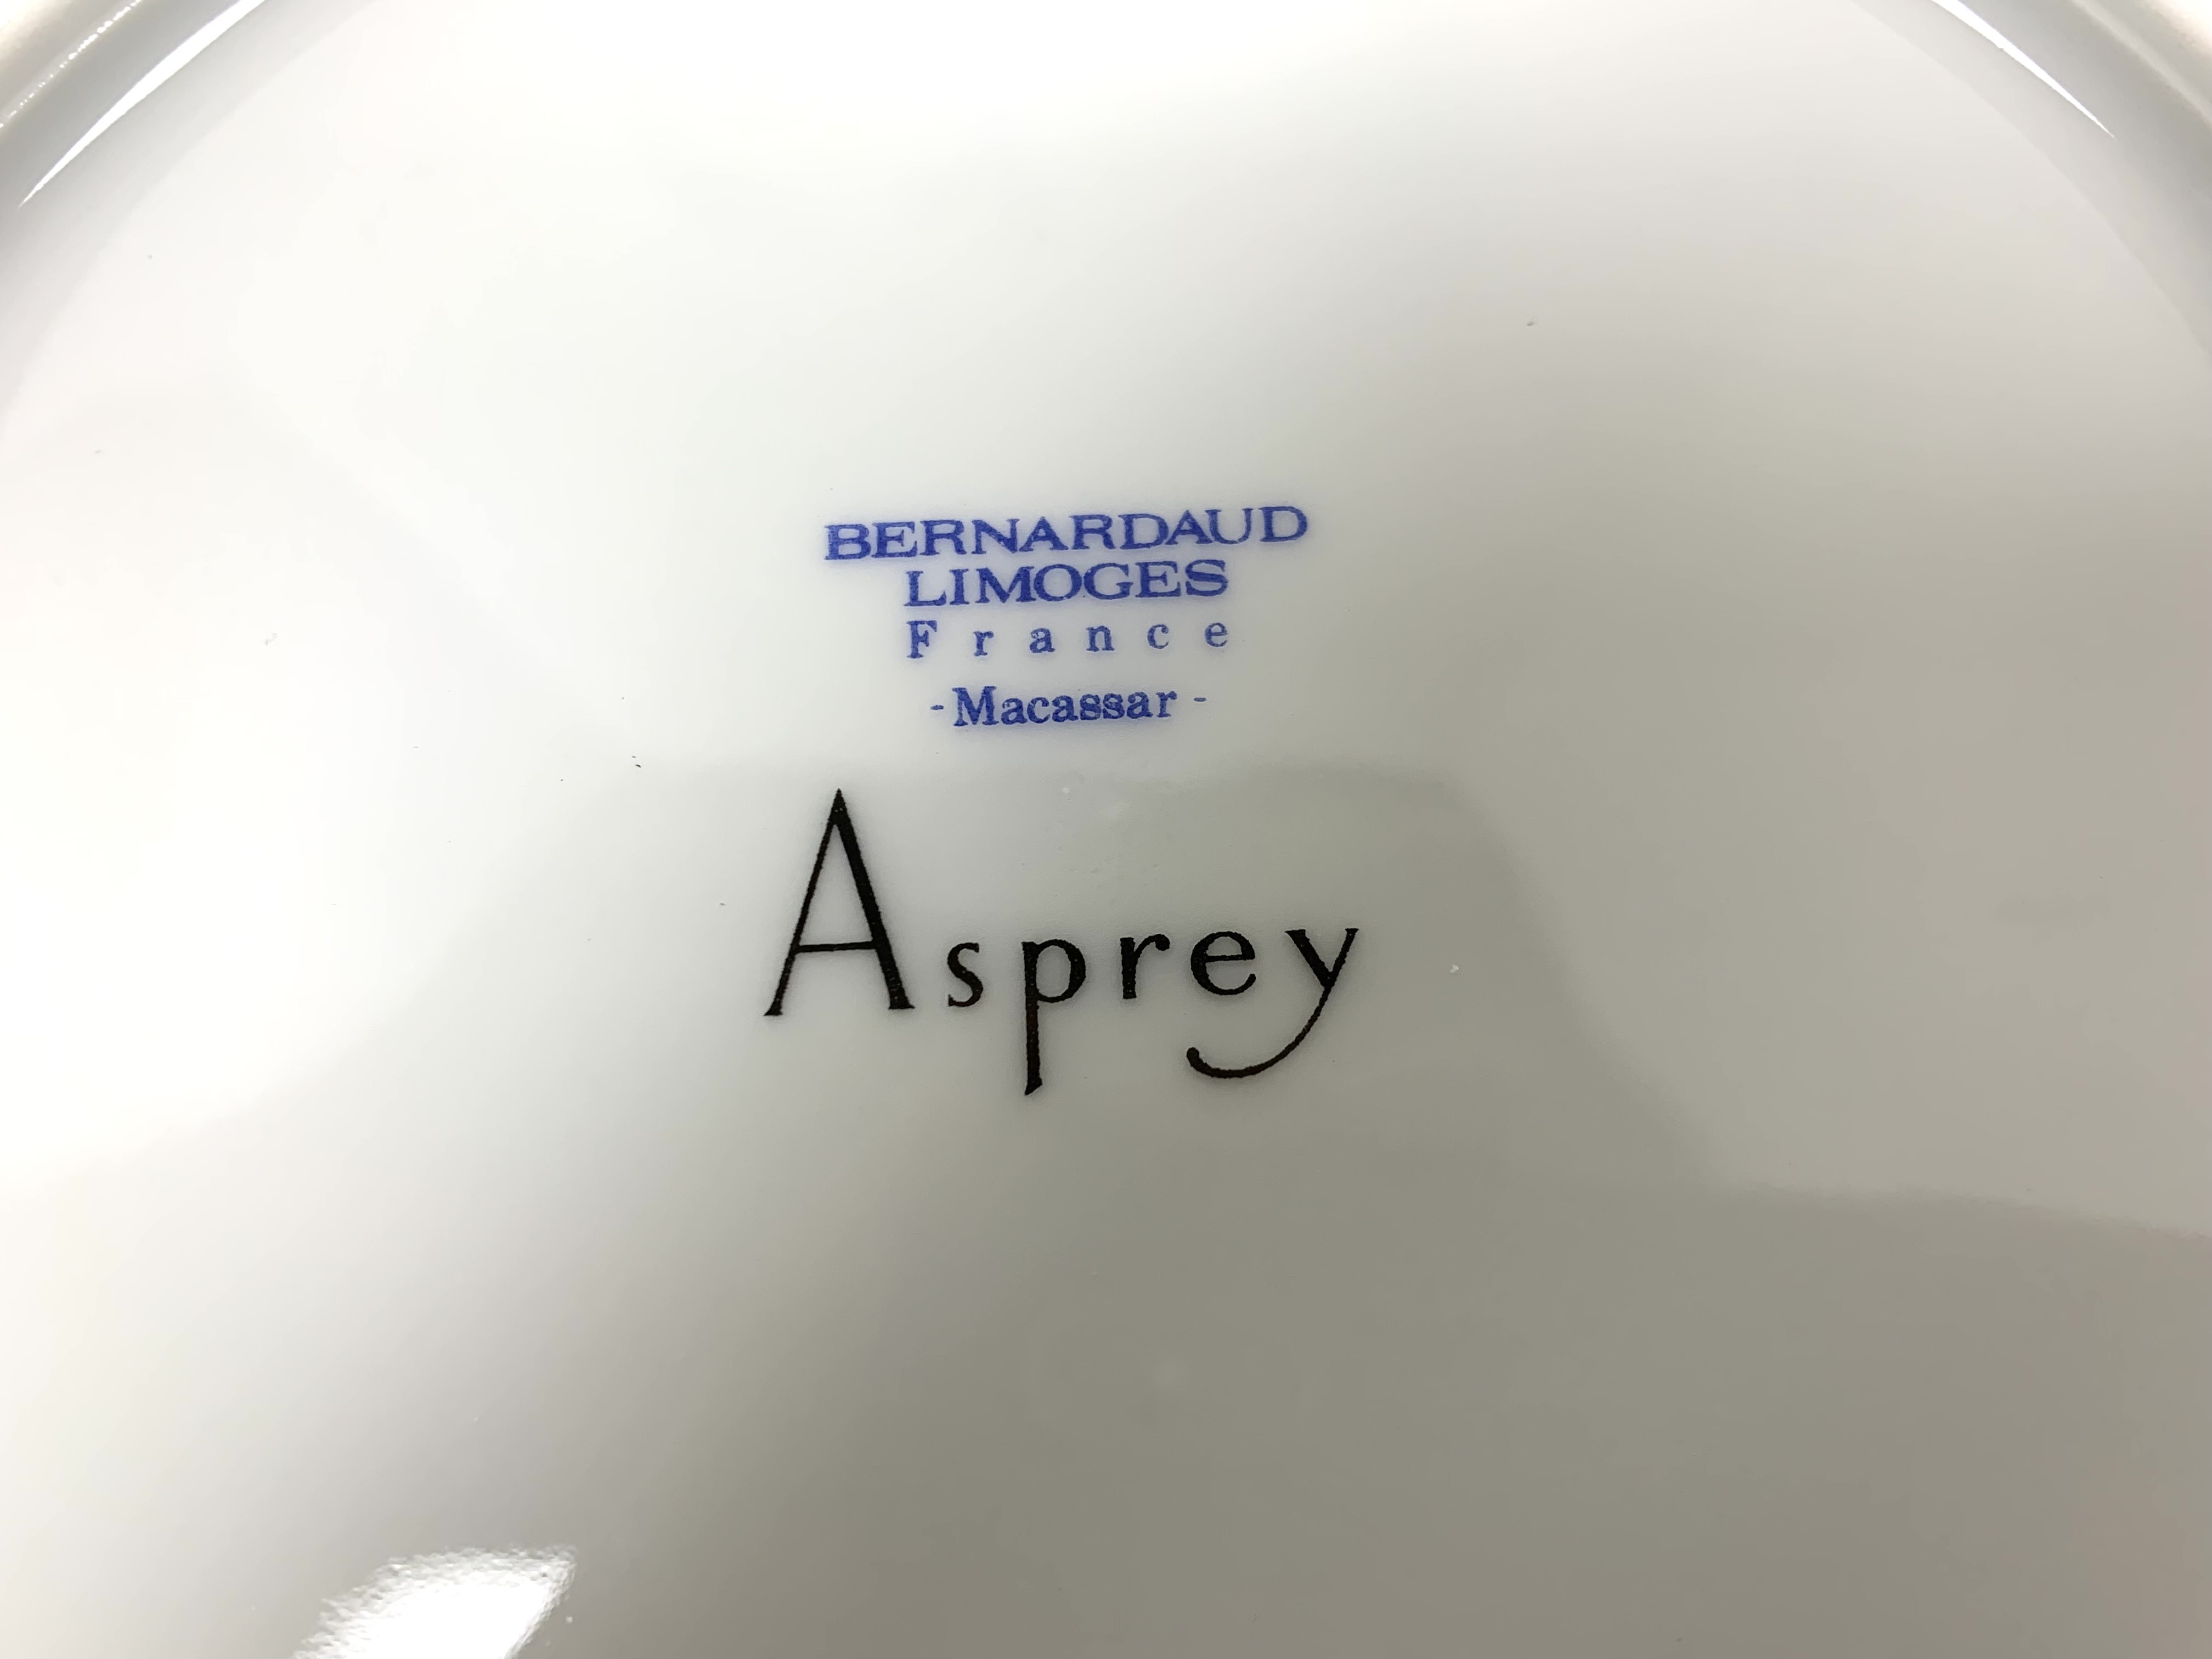 BERNARDAUD
LIMOGES
France
- Macassar -
Asprey